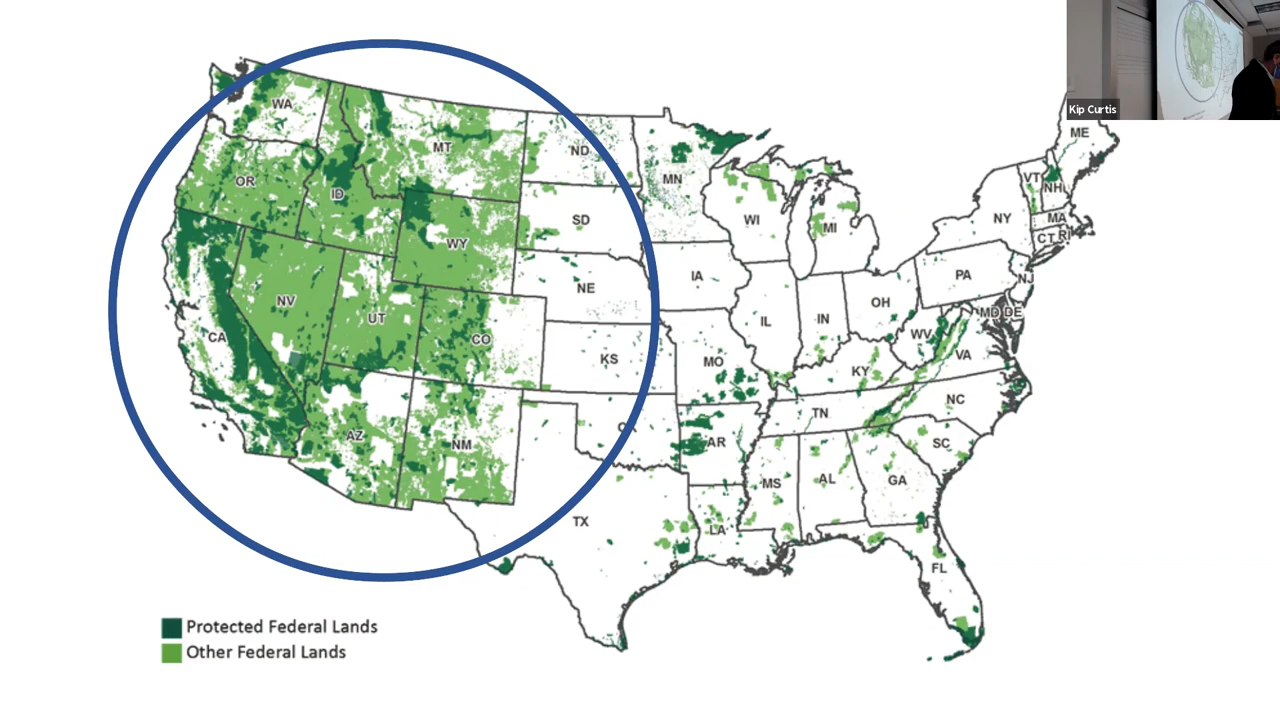 Kip Curtis
WA
MT
ND
MN
ME
OR
ID
SD
WI
MI
VT
NH
NY
MA
CT
RI
WY
NE
IA
PA
NJ
NV
UT
CO
CA
KS
IL
IN
OH
WV
MD
DE
VA
MO
KY
AZ
NM
OK
AR
TN
NC
SC
MS
AL
GA
TX
LA
FL
Protected Federal Lands
Other Federal Lands